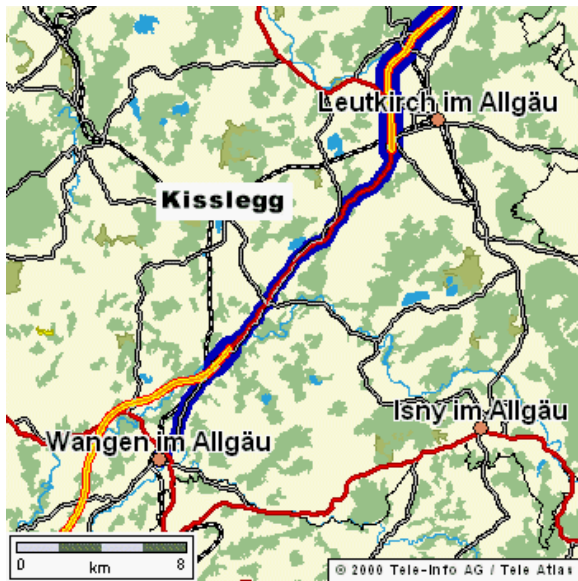 Leutkirch im Allgäu
Kisslegg
Isny im Allgäu
Wangen im Allgäu
0 km 8
© 2000 Tele-Info AG / Tele Atlas